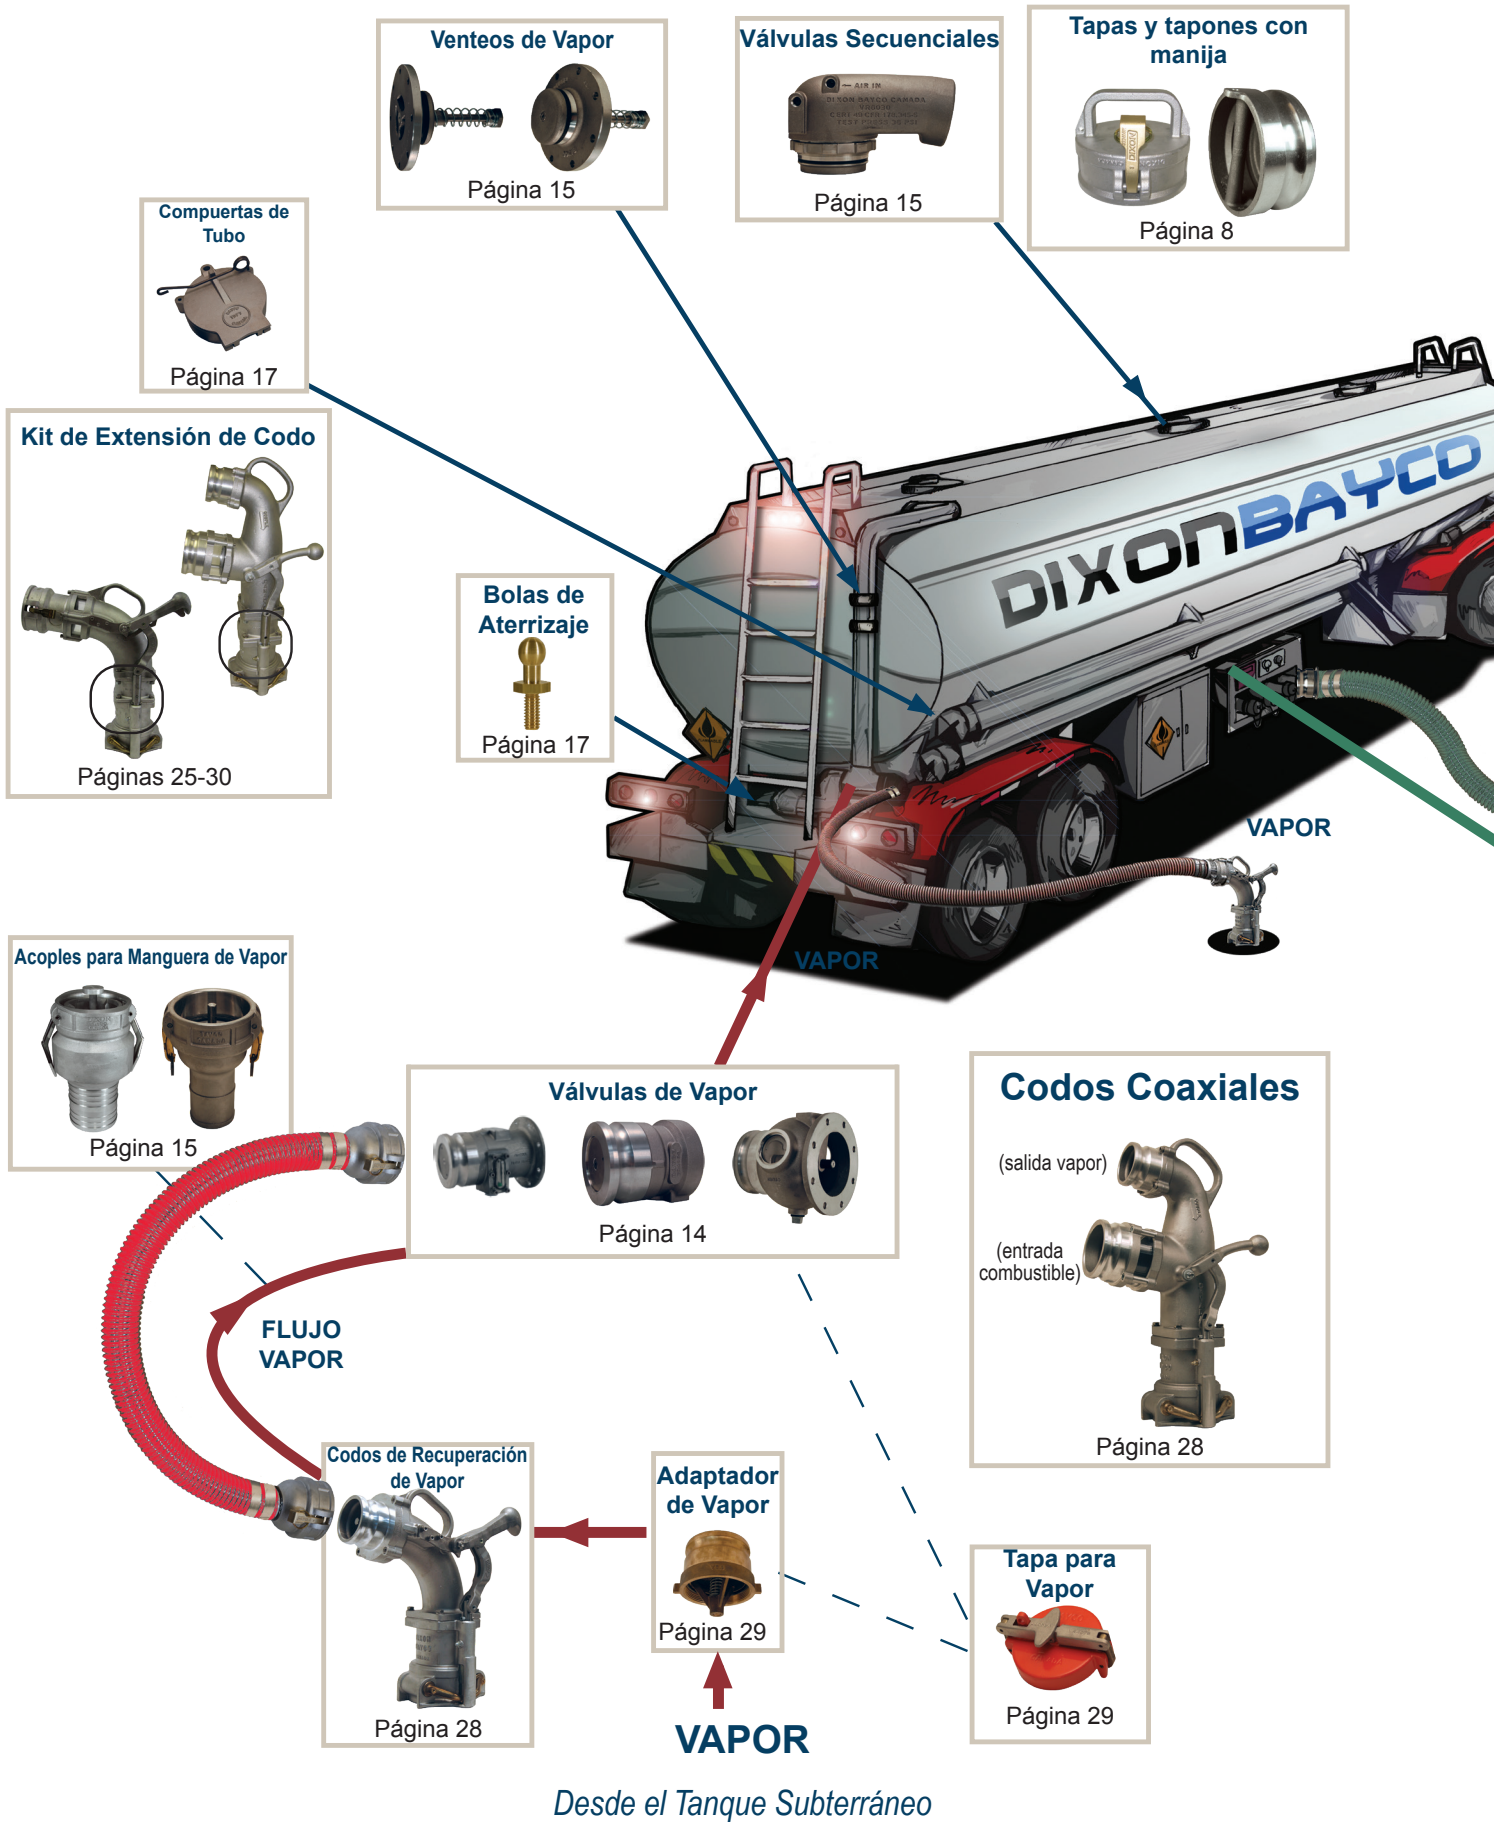 Venteos de Vapor
Página 15
Válvulas Secuenciales
AIR IN
DIXON BAYCO CANADA
Página 15
Tapas y tapones con
manija
Página 8
Compuertas de
Tubo
Página 17
Kit de Extensión de Codo
Páginas 25-30
Bolas de
Aterrizaje
Página 17
DIXONBAYCO
VAPOR
VAPOR
Acoples para Manguera de Vapor
Página 15
Válvulas de Vapor
Página 14
Codos Coaxiales
(salida vapor)
(entrada
combustible)
Página 28
FLUJO
VAPOR
Codos de Recuperación
de Vapor
Página 28
Adaptador
de Vapor
Página 29
Tapa para
Vapor
Página 29
VAPOR
Desde el Tanque Subterráneo